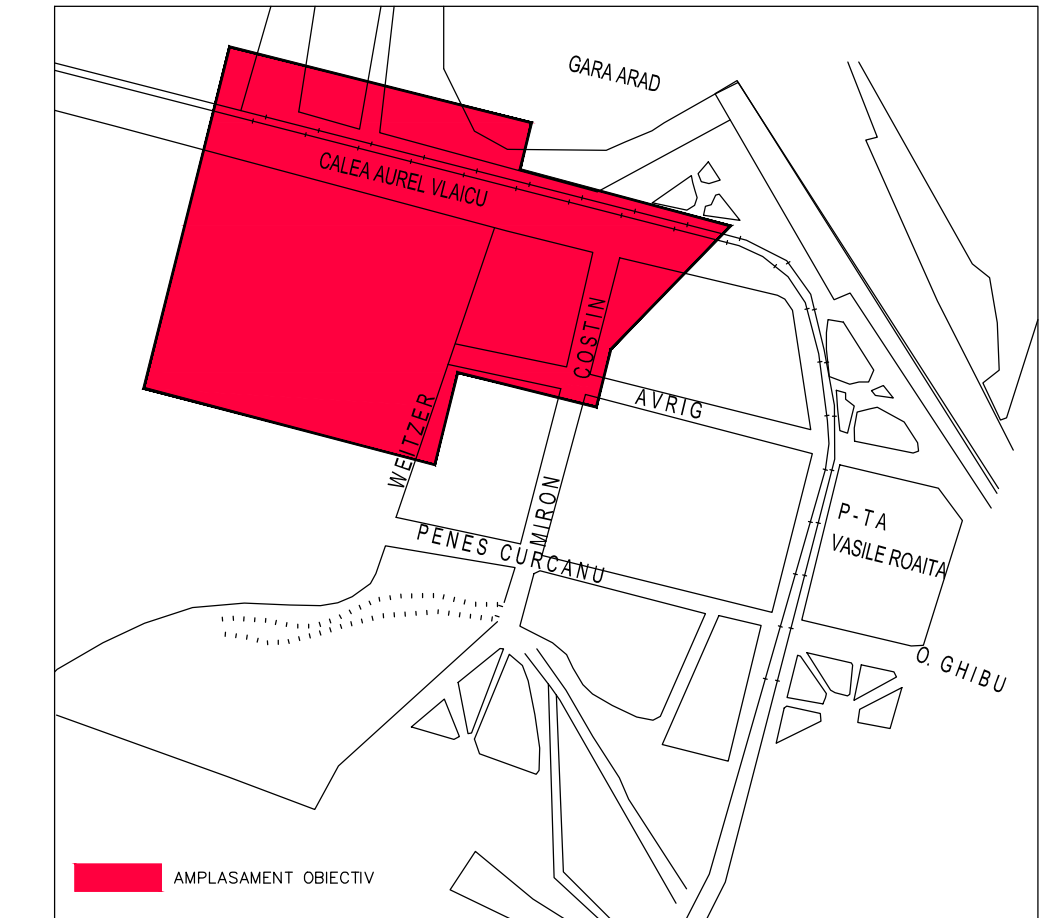 GARA ARAD
CALEA AUREL VLAICU
COSTIN
AVRIG
WEITZER
MIRON
P-TA
VASILE ROAITA
PENES CURCANU
O. GHIBU
AMPLASAMENT OBIECTIV